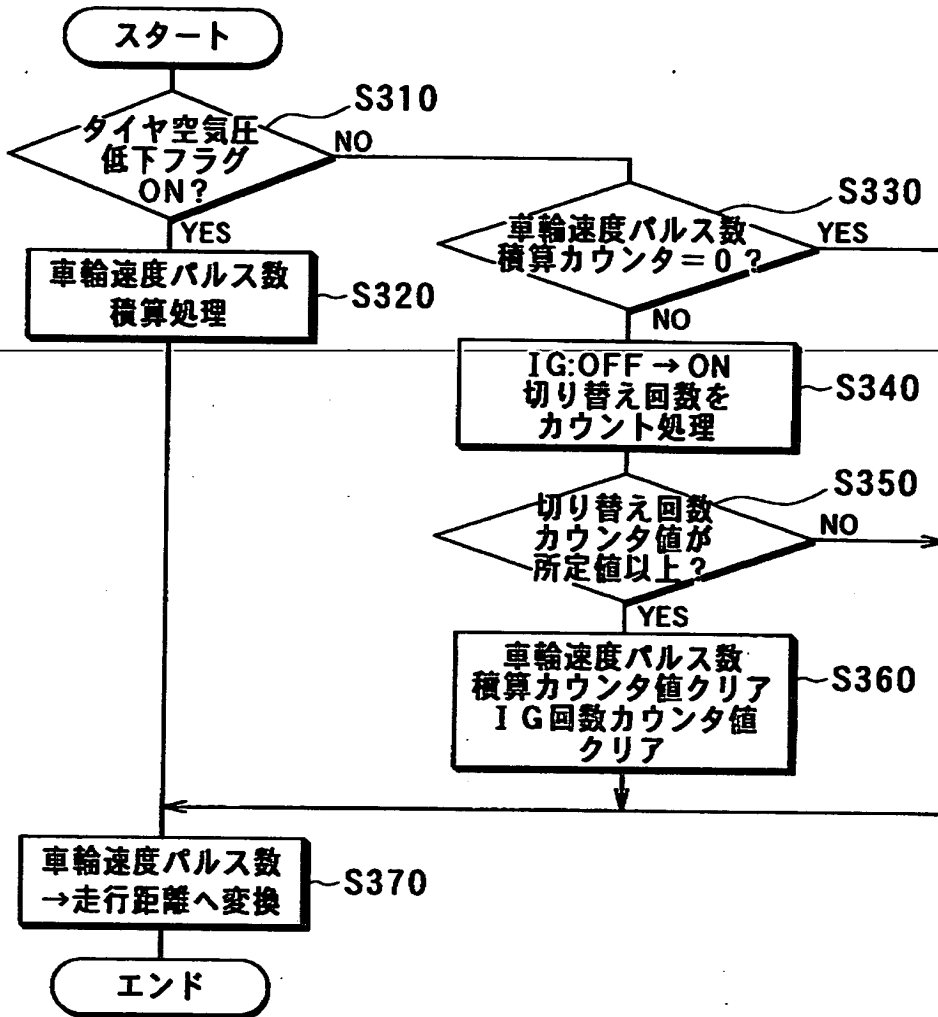 スタート
S310
タイヤ空気圧
低下フラグ
ON?
NO
YES
車輪速度パルス数
積算処理
S320
S330
車輪速度パルス数
積算カウンタ=0?
YES
NO
IG:OFF→ON
切り替え回数を
カウント処理
S340
S350
切り替え回数
カウンタ値が
所定値以上?
NO
YES
車輪速度パルス数
積算カウンタ値クリア
IG回数カウンタ値
クリア
S360
車輪速度パルス数
→走行距離へ変換
S370
エンド